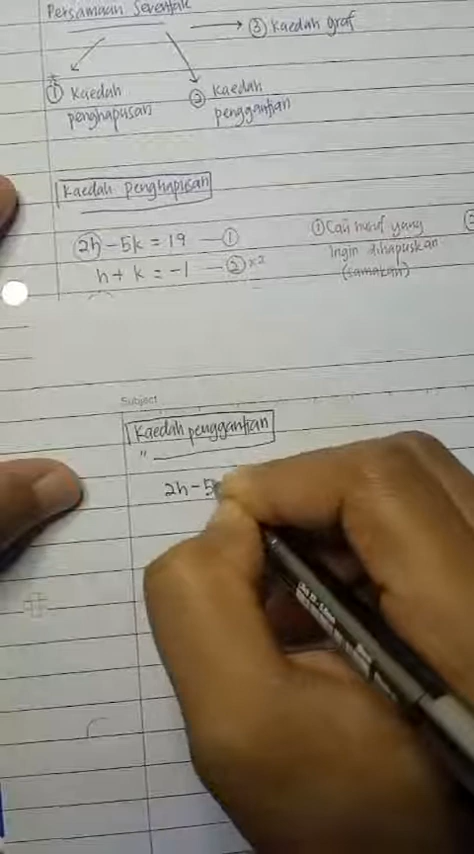 Persamaan Serentak
③ Kaedah graf
① Kaedah
penghapusan
② Kaedah
penggantian
Kaedah penghapusan
2h - 5k = 19 — ①
h + k = -1 — ② ×2
① Cari huruf yang
ingin dihapuskan
(samakan)
Subject
Kaedah penggantian
2h - 5